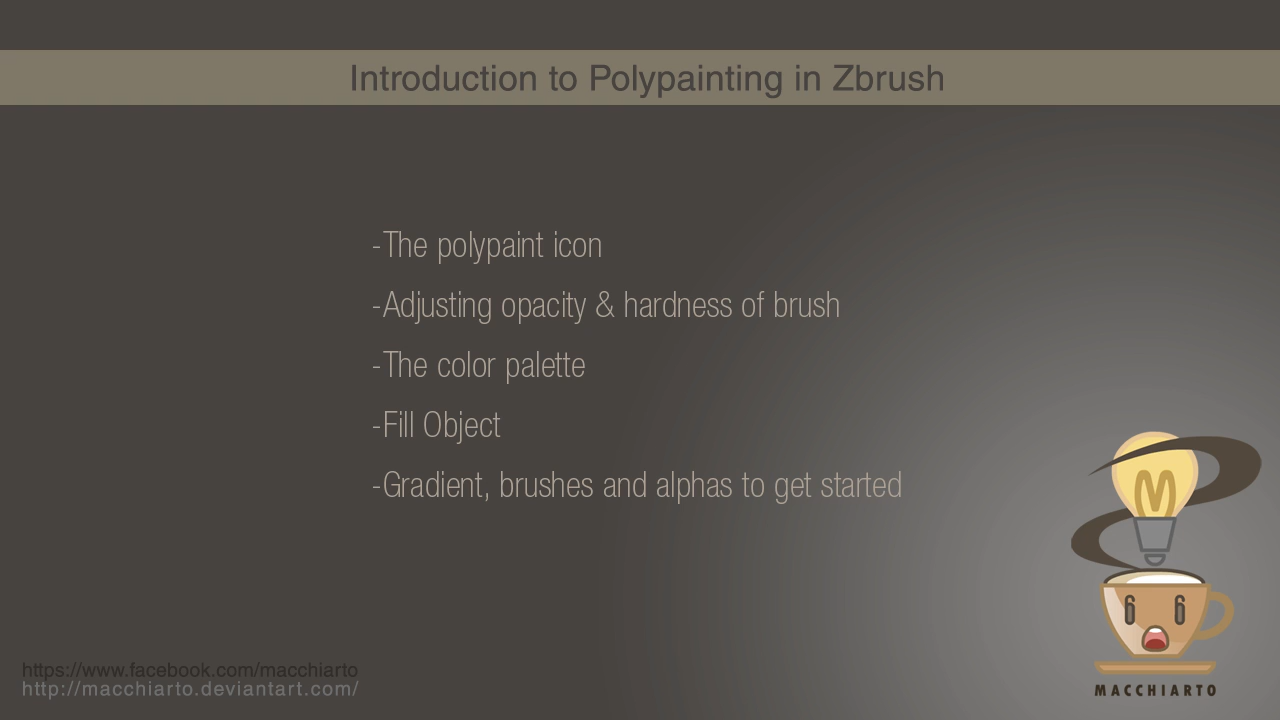 Introduction to Polypainting in Zbrush
-The polypaint icon
-Adjusting opacity & hardness of brush
-The color palette
-Fill Object
-Gradient, brushes and alphas to get started
M
https://www.facebook.com/macchiarto
http://macchiarto.deviantart.com/
MACCHIARTO